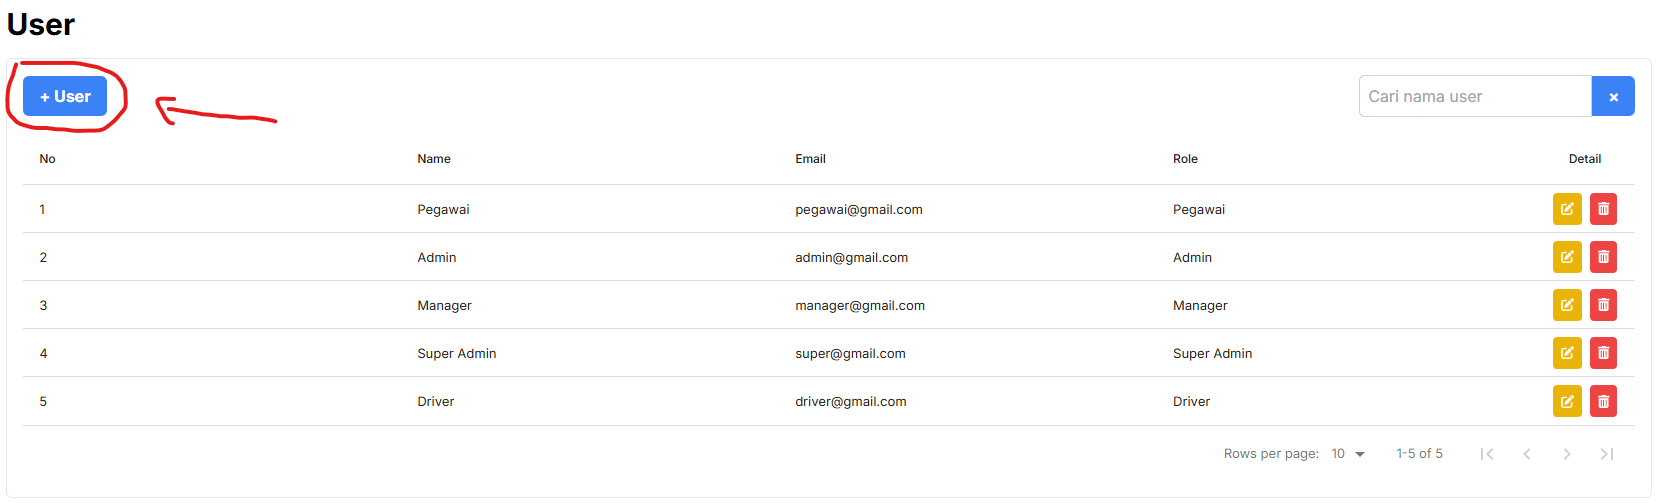 User
+ User
Cari nama user ×
No Name Email Role Detail
1 Pegawai pegawai@gmail.com Pegawai
2 Admin admin@gmail.com Admin
3 Manager manager@gmail.com Manager
4 Super Admin super@gmail.com Super Admin
5 Driver driver@gmail.com Driver
Rows per page: 10 1-5 of 5